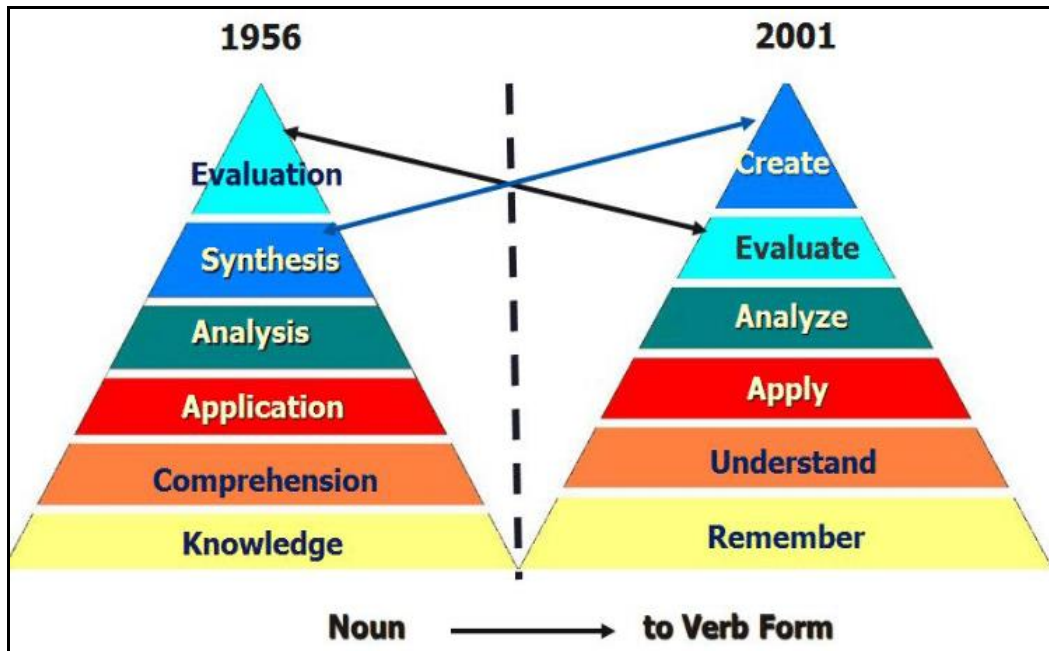 1956
2001
Evaluation
Synthesis
Analysis
Application
Comprehension
Knowledge
Create
Evaluate
Analyze
Apply
Understand
Remember
Noun to Verb Form